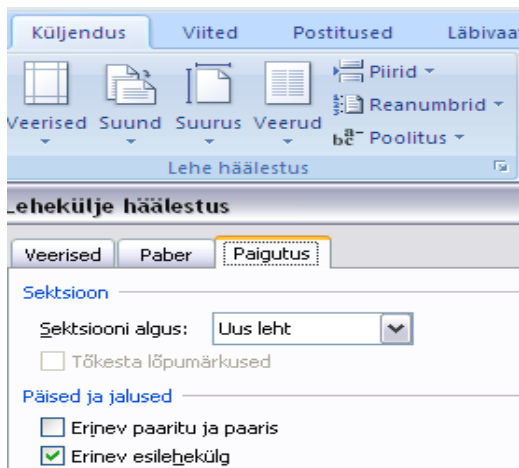 Küljendus Viited Postitused Läbivaa
Piirid
Reanumbrid
Veerised Suund Suurus Veerud
bc a- Poolitus
Lehe häälestus
Lehekülje häälestus
Veerised Paber Paigutus
Sektsioon
Sektsiooni algus: Uus leht
Tõkesta lõpumärkused
Päised ja jalused
Erinev paaritu ja paaris
Erinev esilehekülg